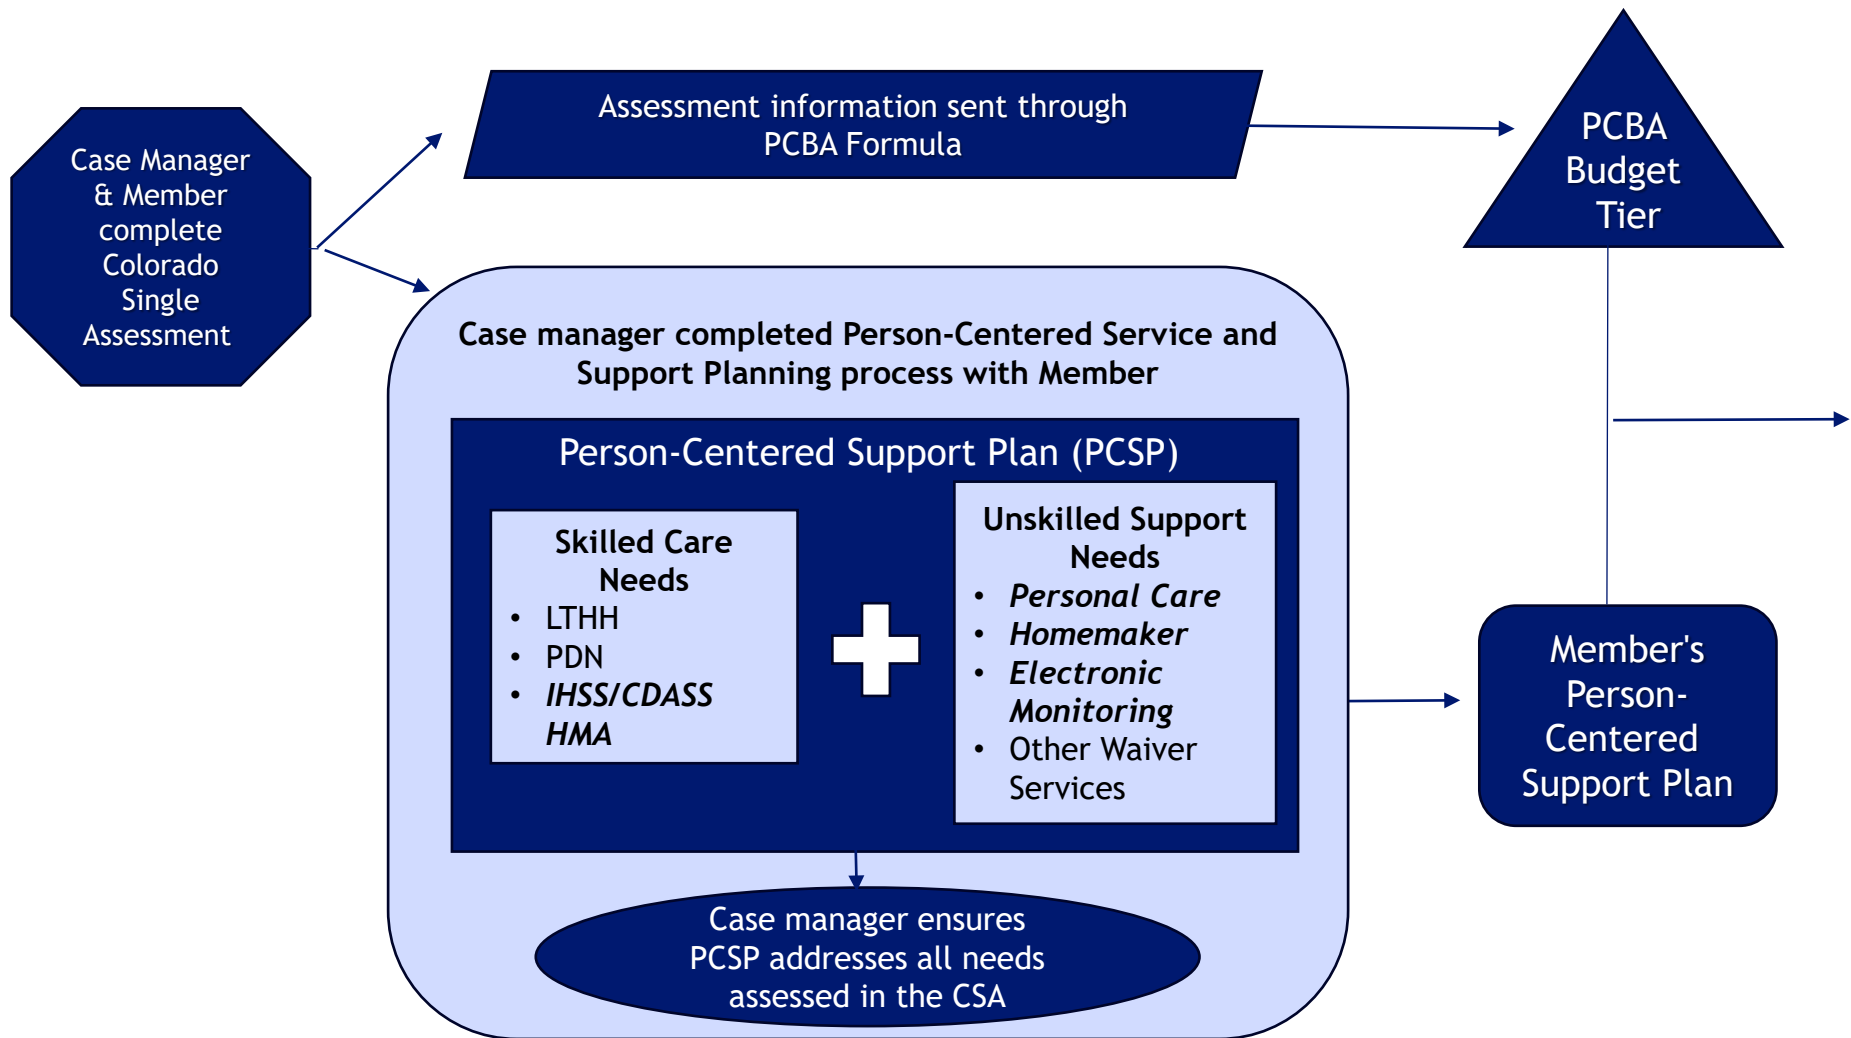 Case Manager
& Member
complete
Colorado
Single
Assessment
Assessment information sent through
PCBA Formula
PCBA
Budget
Tier
Case manager completed Person-Centered Service and
Support Planning process with Member
Person-Centered Support Plan (PCSP)
Skilled Care
Needs
• LTHH
• PDN
• IHSS/CDASS
HMA
Unskilled Support
Needs
• Personal Care
• Homemaker
• Electronic
Monitoring
• Other Waiver
Services
Case manager ensures
PCSP addresses all needs
assessed in the CSA
Member's
Person-
Centered
Support Plan